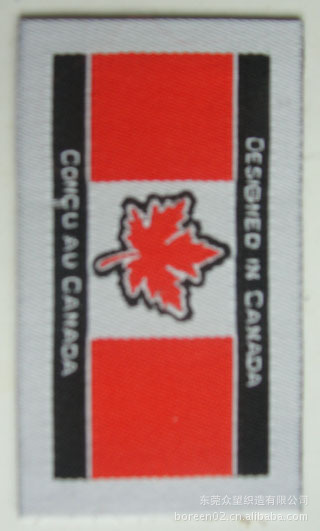 DESIGNED IN CANADA
CONÇU AU CANADA
东莞众望织造有限公司
boreen02.cn.alibaba.com